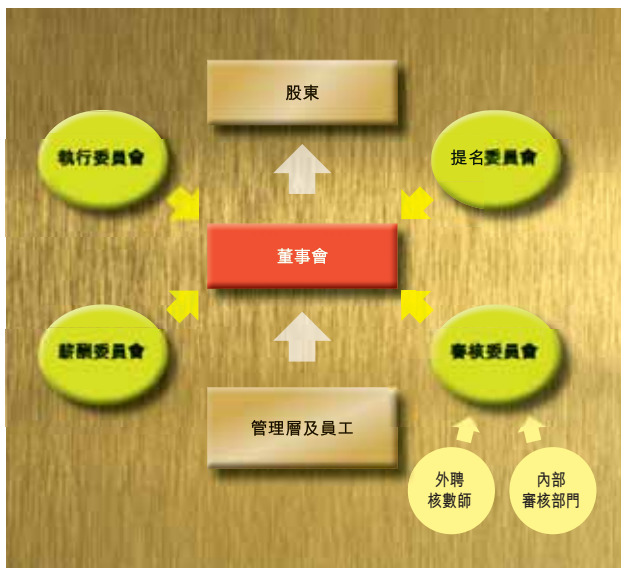 股東
執行委員會
提名委員會
董事會
薪酬委員會
審核委員會
管理層及員工
外聘
核數師
內部
審核部門